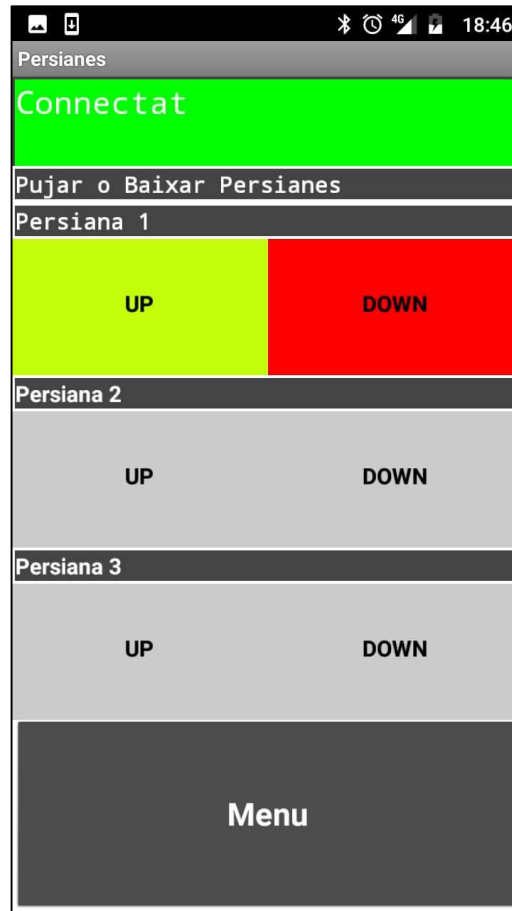 4G 18:46
Persianes
Connectat
Pujar o Baixar Persianes
Persiana 1
UP DOWN
Persiana 2
UP DOWN
Persiana 3
UP DOWN
Menu